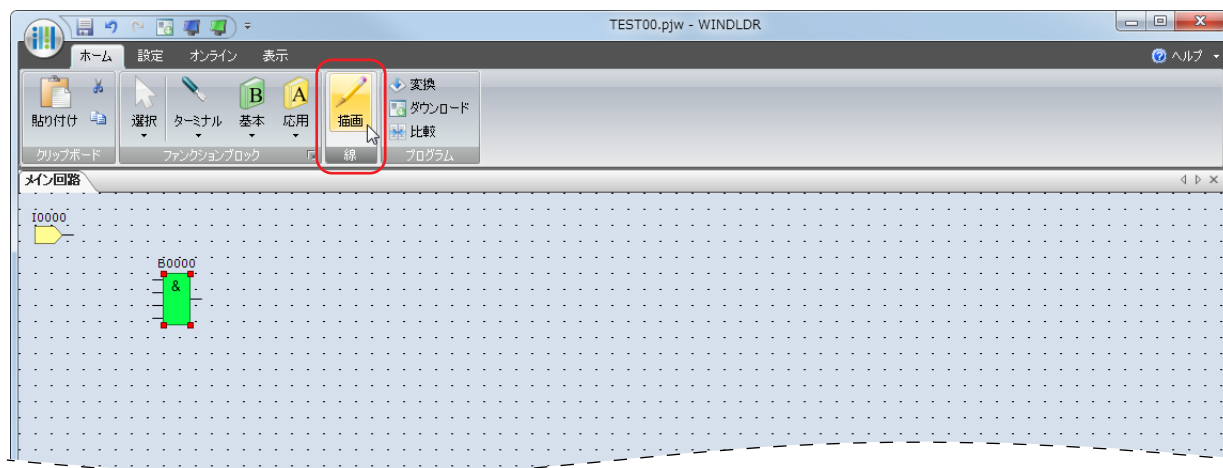 TEST00.pjw - WINDLDR
ホーム 設定 オンライン 表示 ヘルプ
貼り付け 選択 ターミナル B 基本 A 応用 描画 変換
ダウンロード
比較
クリップボード ファンクションブロック 線 プログラム
メイン回路
I0000
B0000
&